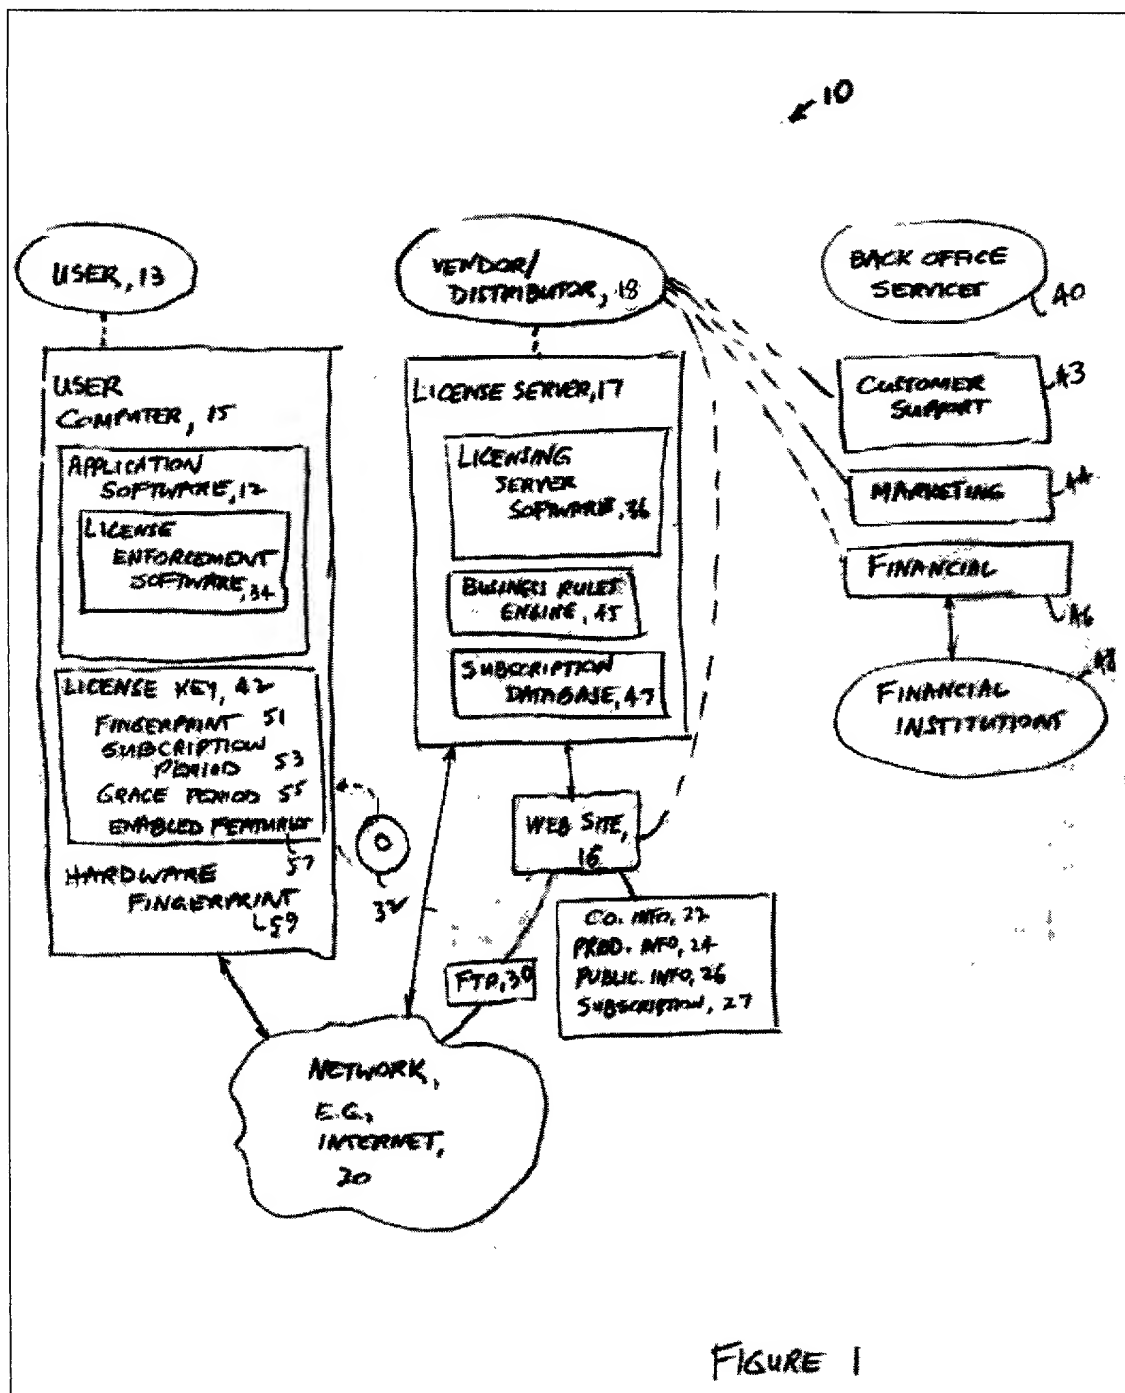 10
USER, 13
VENDOR/
DISTRIBUTOR, 18
BACK OFFICE
SERVICES
40
USER
COMPUTER, 15
APPLICATION
SOFTWARE, 12
LICENSE
ENFORCEMENT
SOFTWARE, 34
LICENSE KEY, 42
FINGERPRINT 51
SUBSCRIPTION
PERIOD 53
GRACE PERIOD 55
ENABLED FEATURES
57
HARDWARE
FINGERPRINT
59
32
LICENSE SERVER, 17
LICENSING
SERVER
SOFTWARE, 36
BUSINESS RULES
ENGINE, 45
SUBSCRIPTION
DATABASE, 47
WEB SITE,
16
CO. INFO, 22
PROD. INFO, 24
PUBLIC. INFO, 26
SUBSCRIPTION, 27
FTP, 30
NETWORK,
E.G.,
INTERNET,
20
CUSTOMER
SUPPORT
43
MARKETING
44
FINANCIAL
46
FINANCIAL
INSTITUTIONS
48
FIGURE 1